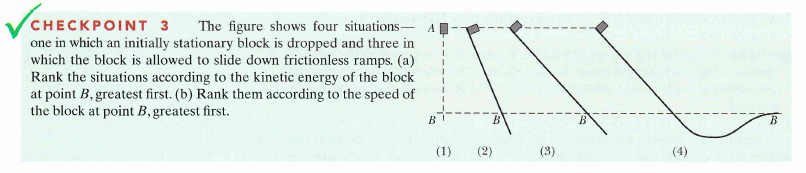 CHECKPOINT 3 The figure shows four situations—
one in which an initially stationary block is dropped and three in
which the block is allowed to slide down frictionless ramps. (a)
Rank the situations according to the kinetic energy of the block
at point B, greatest first. (b) Rank them according to the speed of
the block at point B, greatest first.
A
B B B B
(1) (2) (3) (4)